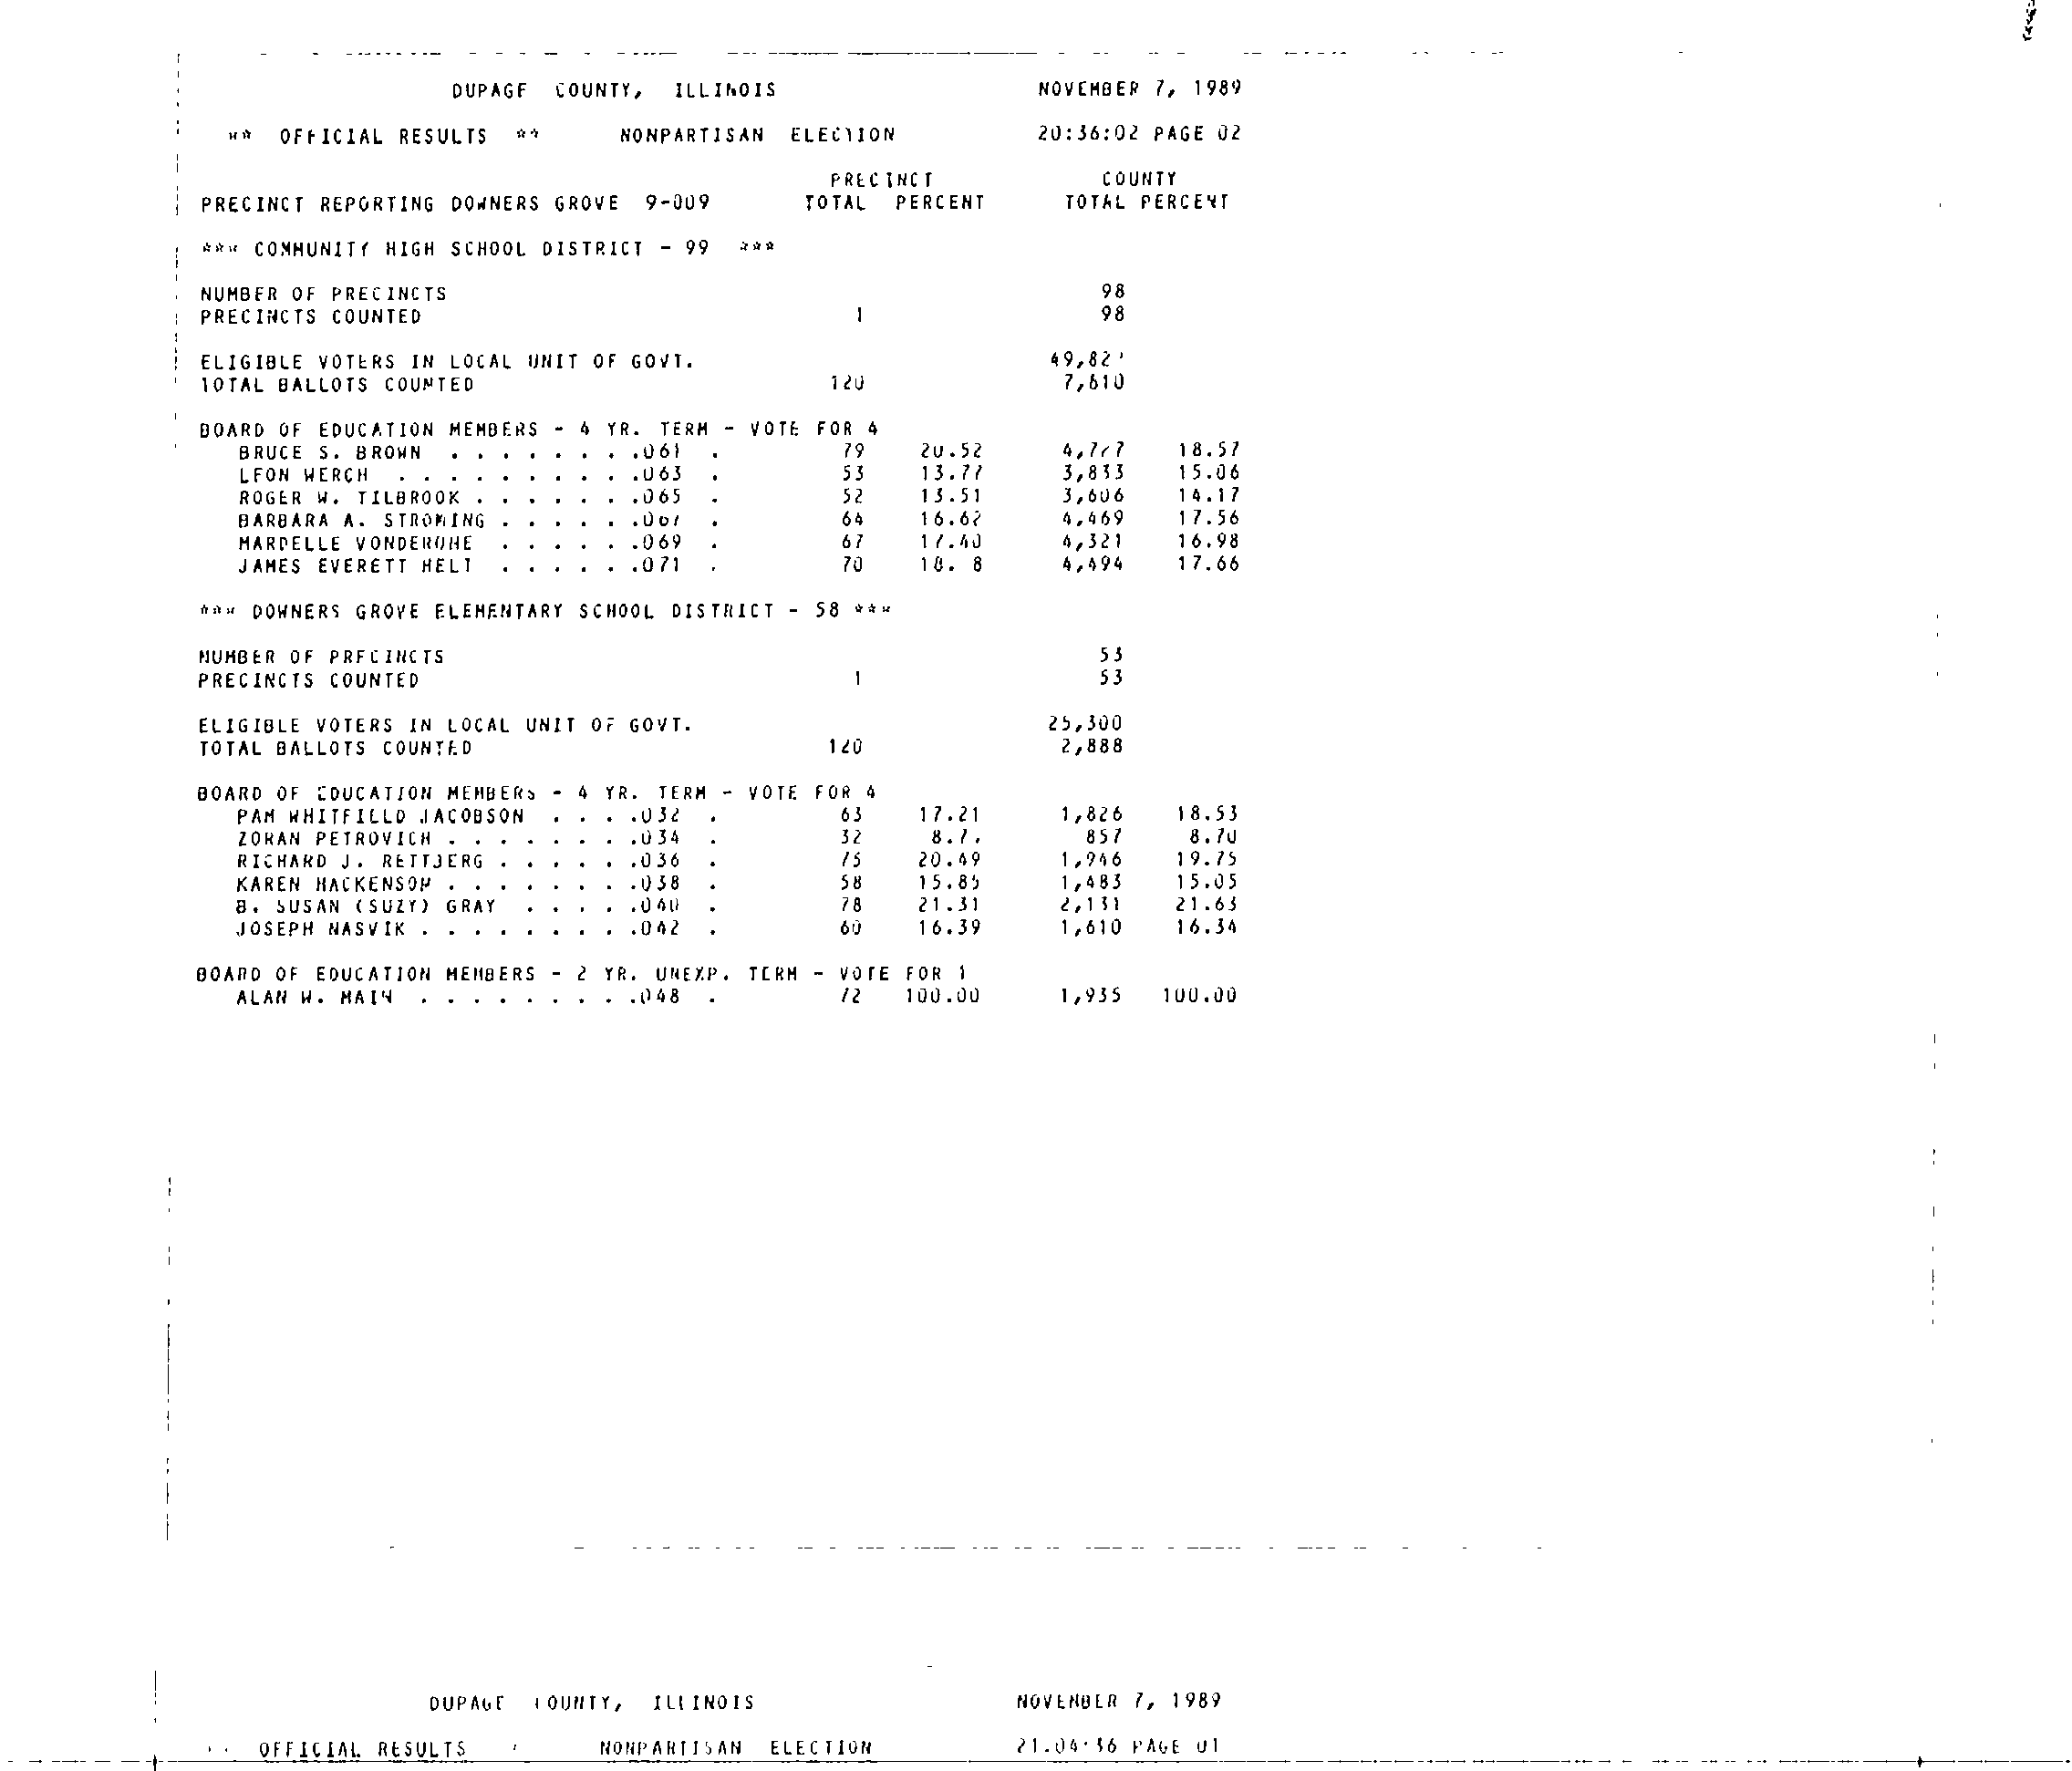 DUPAGE COUNTY, ILLINOIS NOVEMBER 7, 1989
** OFFICIAL RESULTS ** NONPARTISAN ELECTION 20:36:02 PAGE 02
PRECINCT COUNTY
PRECINCT REPORTING DOWNERS GROVE 9-009 TOTAL PERCENT TOTAL PERCENT
*** COMMUNITY HIGH SCHOOL DISTRICT - 99 ***
NUMBER OF PRECINCTS 98
PRECINCTS COUNTED 1 98
ELIGIBLE VOTERS IN LOCAL UNIT OF GOVT.
TOTAL BALLOTS COUNTED 120 7,610
BOARD OF EDUCATION MEMBERS - 4 YR. TERM - VOTE FOR 4
BRUCE S. BROWN . . . . . . . .061 . 79 20.52 4,727 18.57
LEON WERCH . . . . . . . . . .063 . 53 13.77 3,833 15.06
ROGER W. TILBROOK . . . . . . .065 . 52 13.51 3,606 14.17
BARBARA A. STROMING . . . . . .067 . 64 16.62 4,469 17.56
MARDELLE VONDERUHE . . . . . .069 . 67 17.40 4,321 16.98
JAMES EVERETT HELT . . . . . .071 . 70 4,494 17.66
*** DOWNERS GROVE ELEMENTARY SCHOOL DISTRICT - 58 ***
NUMBER OF PRECINCTS 53
PRECINCTS COUNTED 1 53
ELIGIBLE VOTERS IN LOCAL UNIT OF GOVT. 25,300
TOTAL BALLOTS COUNTED 120 2,888
BOARD OF EDUCATION MEMBERS - 4 YR. TERM - VOTE FOR 4
PAM WHITFIELD JACOBSON . . . .032 . 63 17.21 1,826 18.53
ZORAN PETROVICH . . . . . . . .034 . 32 857 8.70
RICHARD J. RETTJERG . . . . . .036 . 75 20.49 1,946 19.75
KAREN HACKENSON . . . . . . . .038 . 58 15.85 1,483 15.05
B. SUSAN (SUZY) GRAY . . . . .040 . 78 21.31 2,131 21.63
JOSEPH NASVIK . . . . . . . . .042 . 60 16.39 1,610 16.34
BOARD OF EDUCATION MEMBERS - 2 YR. UNEXP. TERM - VOTE FOR 1
ALAN W. MAIN . . . . . . . . .048 . 72 100.00 1,935 100.00
DUPAGE COUNTY, ILLINOIS NOVEMBER 7, 1989
OFFICIAL RESULTS NONPARTISAN ELECTION 21:04:36 PAGE 01